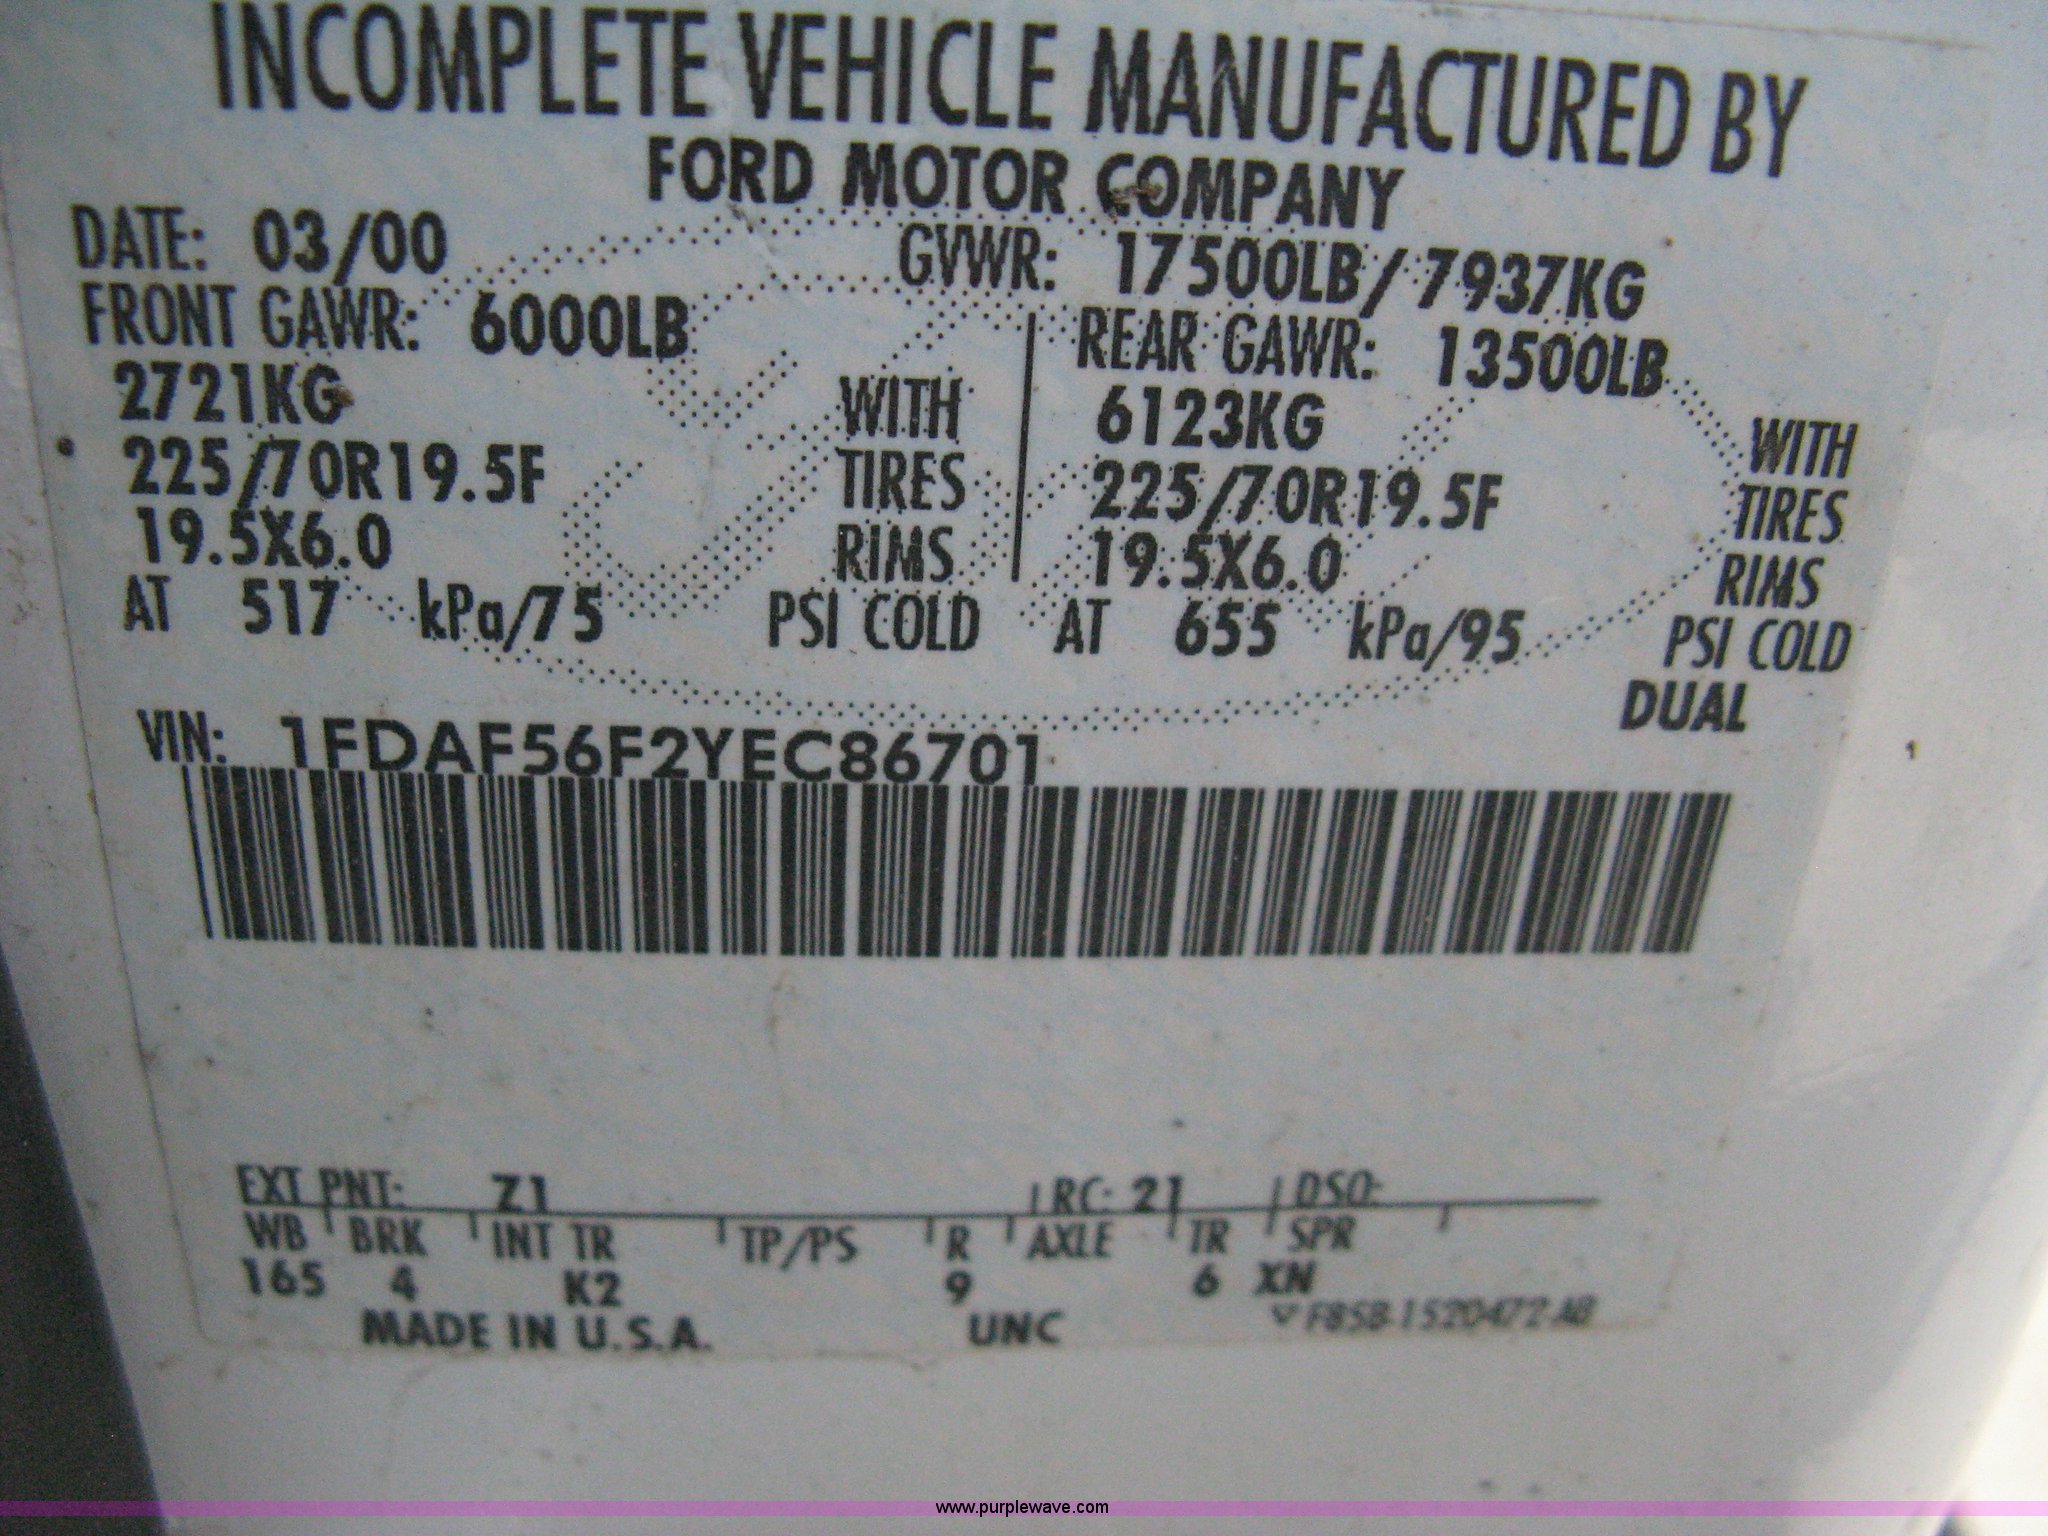 INCOMPLETE VEHICLE MANUFACTURED BY
FORD MOTOR COMPANY
DATE: 03/00 GVWR: 17500LB/7937KG
FRONT GAWR: 6000LB REAR GAWR: 13500LB
2721KG WITH 6123KG WITH
225/70R19.5F TIRES 225/70R19.5F TIRES
19.5X6.0 RIMS 19.5X6.0 RIMS
AT 517 kPa/75 PSI COLD AT 655 kPa/95 PSI COLD
DUAL
VIN: 1FDAF56F2YEC86701
EXT PNT: Z1 RC: 21 DSO:
WB BRK INT TR TP/PS R AXLE TR SPR
165 4 K2 9 6 XN
MADE IN U.S.A. UNC F85B-1520472-AB
www.purplewave.com